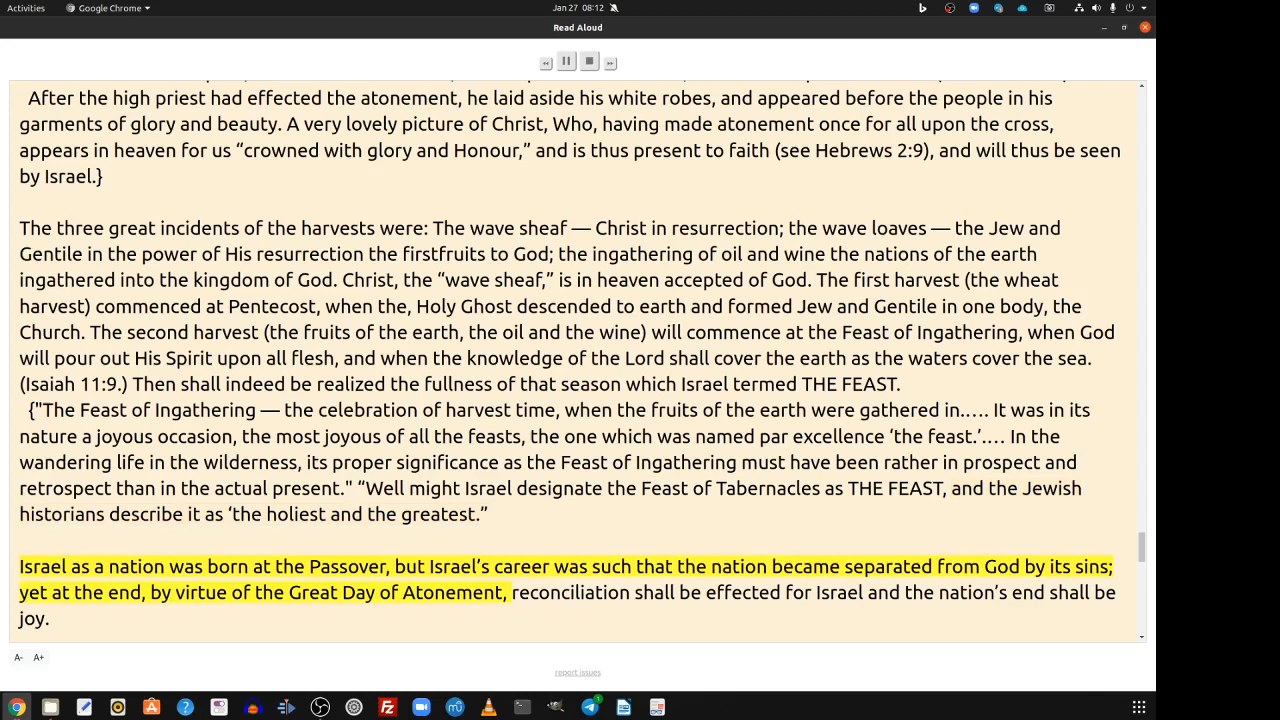 Activities
Google Chrome
Jan 27 08:12
Read Aloud
After the high priest had effected the atonement, he laid aside his white robes, and appeared before the people in his
garments of glory and beauty. A very lovely picture of Christ, Who, having made atonement once for all upon the cross,
appears in heaven for us “crowned with glory and Honour,” and is thus present to faith (see Hebrews 2:9), and will thus be seen
by Israel.}
The three great incidents of the harvests were: The wave sheaf — Christ in resurrection; the wave loaves — the Jew and
Gentile in the power of His resurrection the firstfruits to God; the ingathering of oil and wine the nations of the earth
ingathered into the kingdom of God. Christ, the “wave sheaf,” is in heaven accepted of God. The first harvest (the wheat
harvest) commenced at Pentecost, when the, Holy Ghost descended to earth and formed Jew and Gentile in one body, the
Church. The second harvest (the fruits of the earth, the oil and the wine) will commence at the Feast of Ingathering, when God
will pour out His Spirit upon all flesh, and when the knowledge of the Lord shall cover the earth as the waters cover the sea.
(Isaiah 11:9.) Then shall indeed be realized the fullness of that season which Israel termed THE FEAST.
{"The Feast of Ingathering — the celebration of harvest time, when the fruits of the earth were gathered in.…. It was in its
nature a joyous occasion, the most joyous of all the feasts, the one which was named par excellence ‘the feast.’.… In the
wandering life in the wilderness, its proper significance as the Feast of Ingathering must have been rather in prospect and
retrospect than in the actual present." “Well might Israel designate the Feast of Tabernacles as THE FEAST, and the Jewish
historians describe it as ‘the holiest and the greatest.”
Israel as a nation was born at the Passover, but Israel’s career was such that the nation became separated from God by its sins;
yet at the end, by virtue of the Great Day of Atonement, reconciliation shall be effected for Israel and the nation’s end shall be
joy.
A- A+
report issues